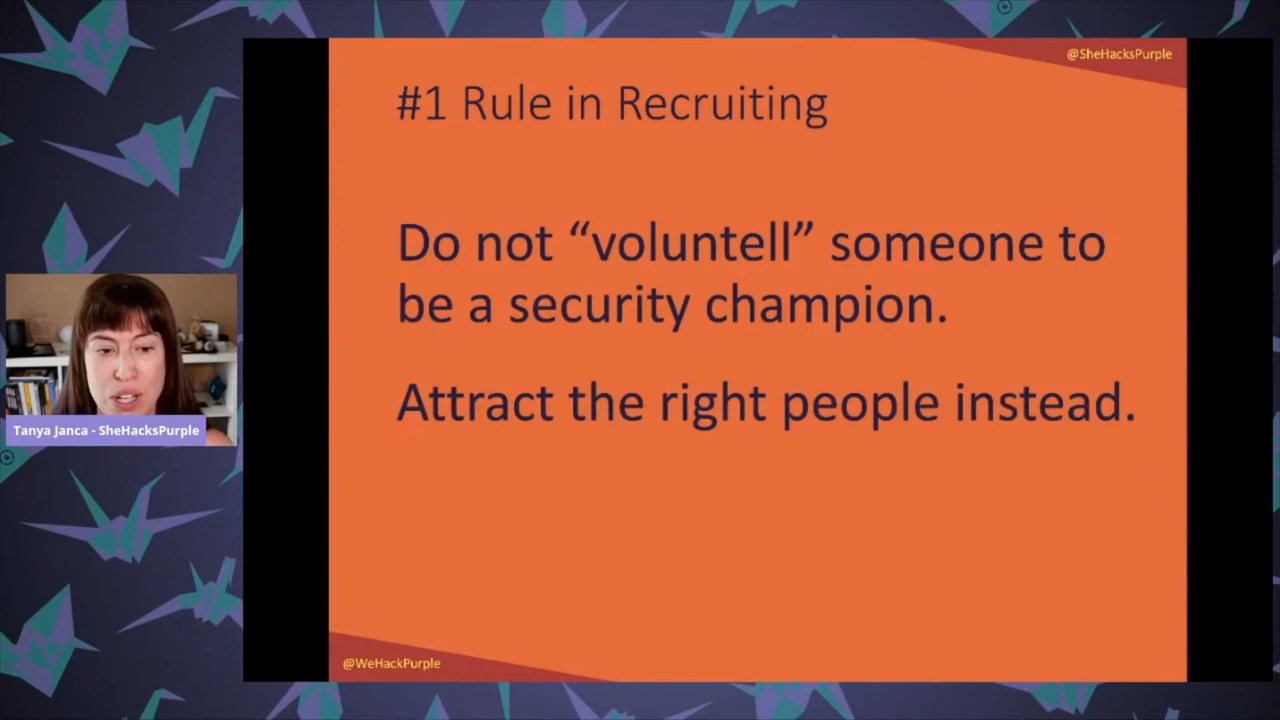 @SheHacksPurple
#1 Rule in Recruiting
Do not “voluntell” someone to
be a security champion.
Attract the right people instead.
Tanya Janca - SheHacksPurple
@WeHackPurple